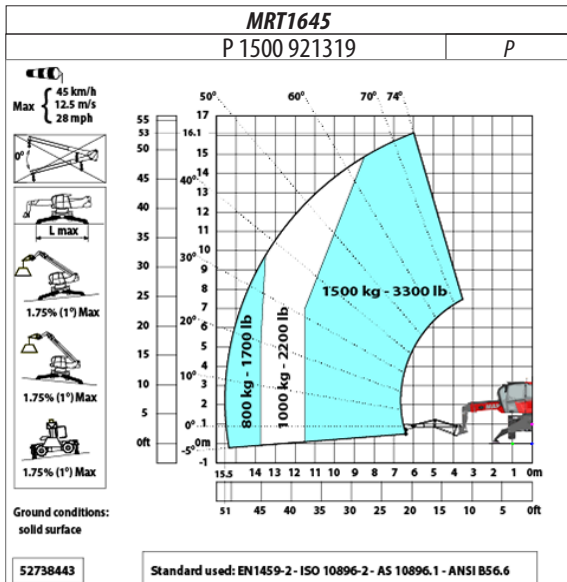 MRT1645
P 1500 921319
P
Max
45 km/h
12.5 m/s
28 mph
0°
L max
1.75% (1°) Max
1.75% (1°) Max
1.75% (1°) Max
Ground conditions:
solid surface
52738443
55
53
50
45
40
35
30
25
20
15
10
5
0ft
17
16.1
15
14
13
12
11
10
9
8
7
6
5
4
3
2
1
0m
-1
-5°
0°
10°
20°
30°
40°
50°
60°
70°
74°
800 kg - 1700 lb
1000 kg - 2200 lb
1500 kg - 3300 lb
15.5 14 13 12 11 10 9 8 7 6 5 4 3 2 1 0m
51 45 40 35 30 25 20 15 10 5 0ft
Standard used: EN1459-2 - ISO 10896-2 - AS 10896.1 - ANSI B56.6